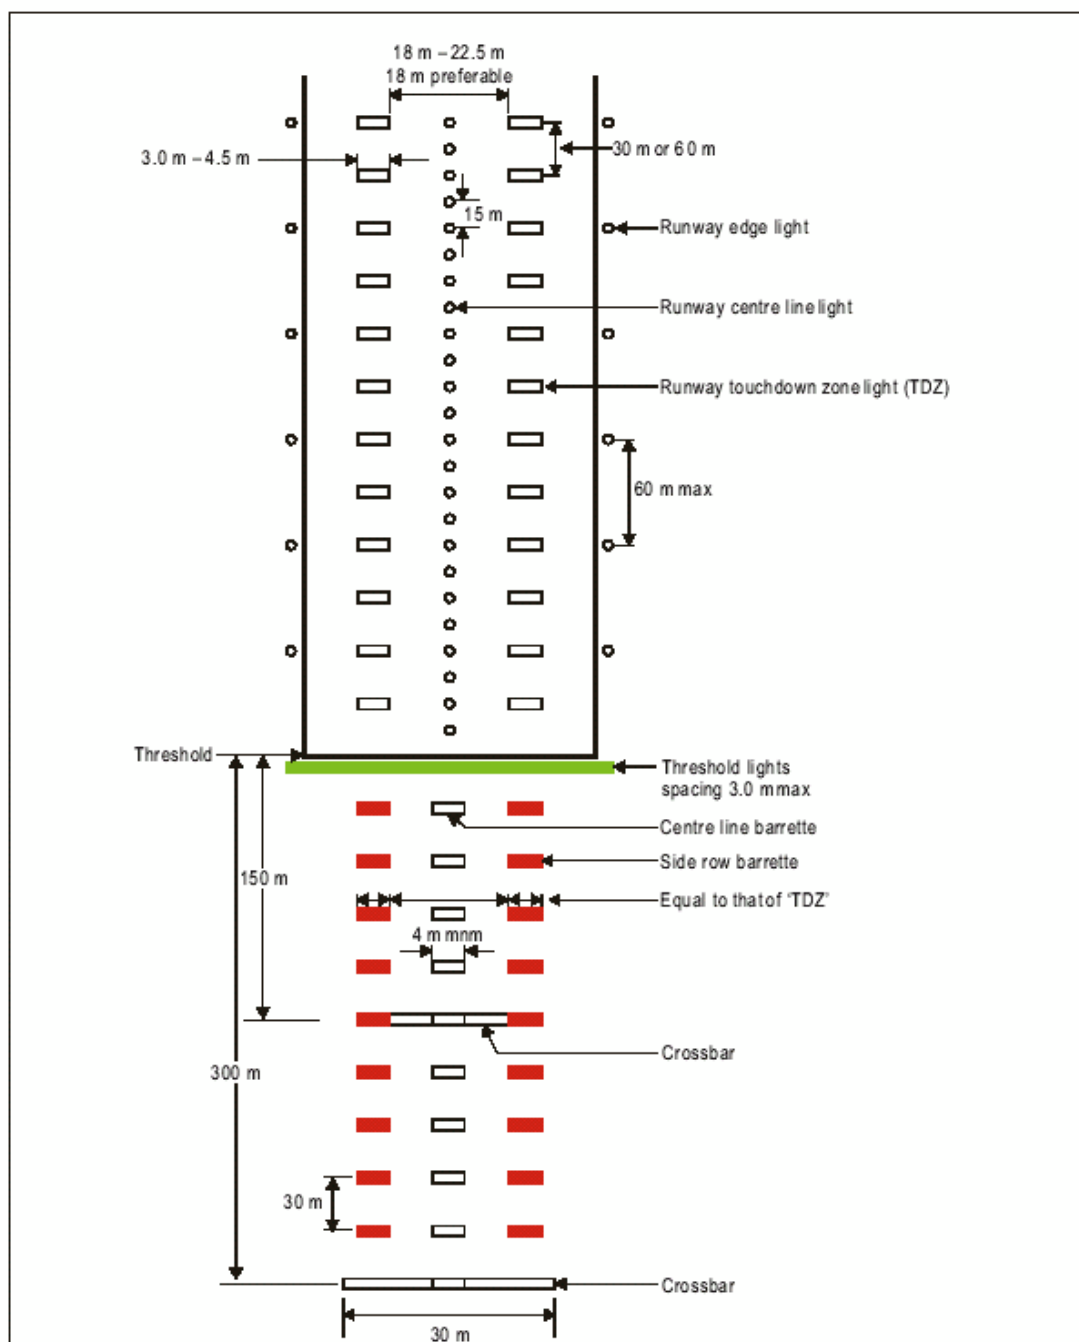 18 m – 22.5 m
18 m preferable
3.0 m – 4.5 m
30 m or 60 m
15 m
Runway edge light
Runway centre line light
Runway touchdown zone light (TDZ)
60 m max
Threshold
Threshold lights
spacing 3.0 m max
Centre line barrette
Side row barrette
150 m
Equal to that of ‘TDZ’
4 m mnm
Crossbar
300 m
30 m
Crossbar
30 m